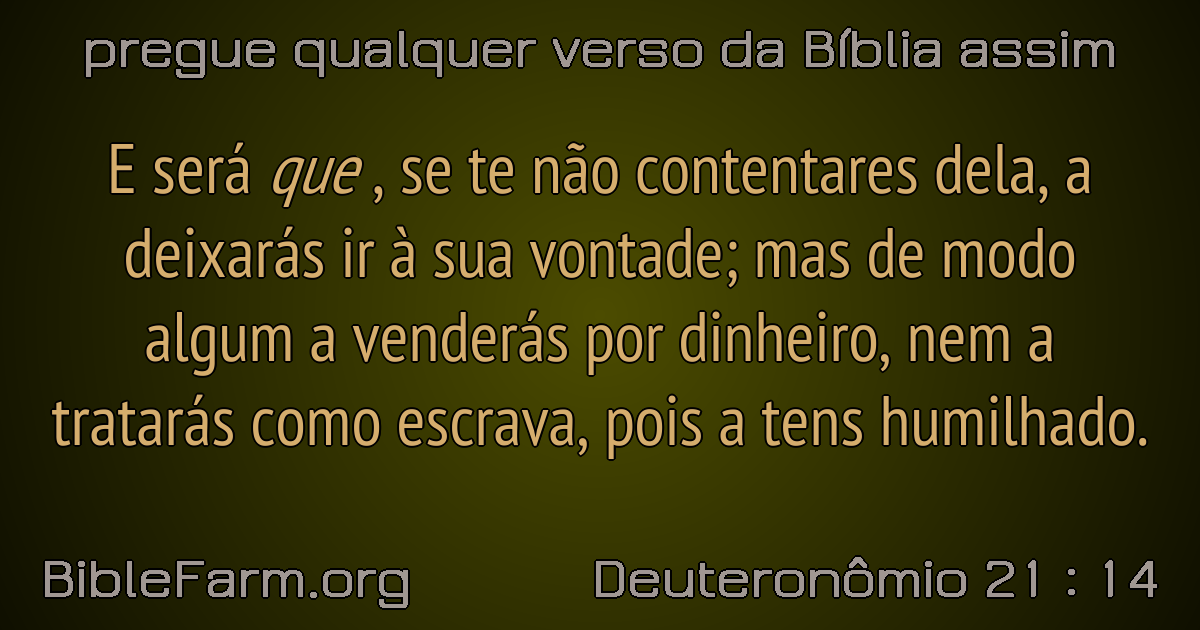 pregue qualquer verso da Bíblia assim
E será que , se te não contentares dela, a
deixarás ir à sua vontade; mas de modo
algum a venderás por dinheiro, nem a
tratarás como escrava, pois a tens humilhado.
BibleFarm.org
Deuteronômio 21 : 14